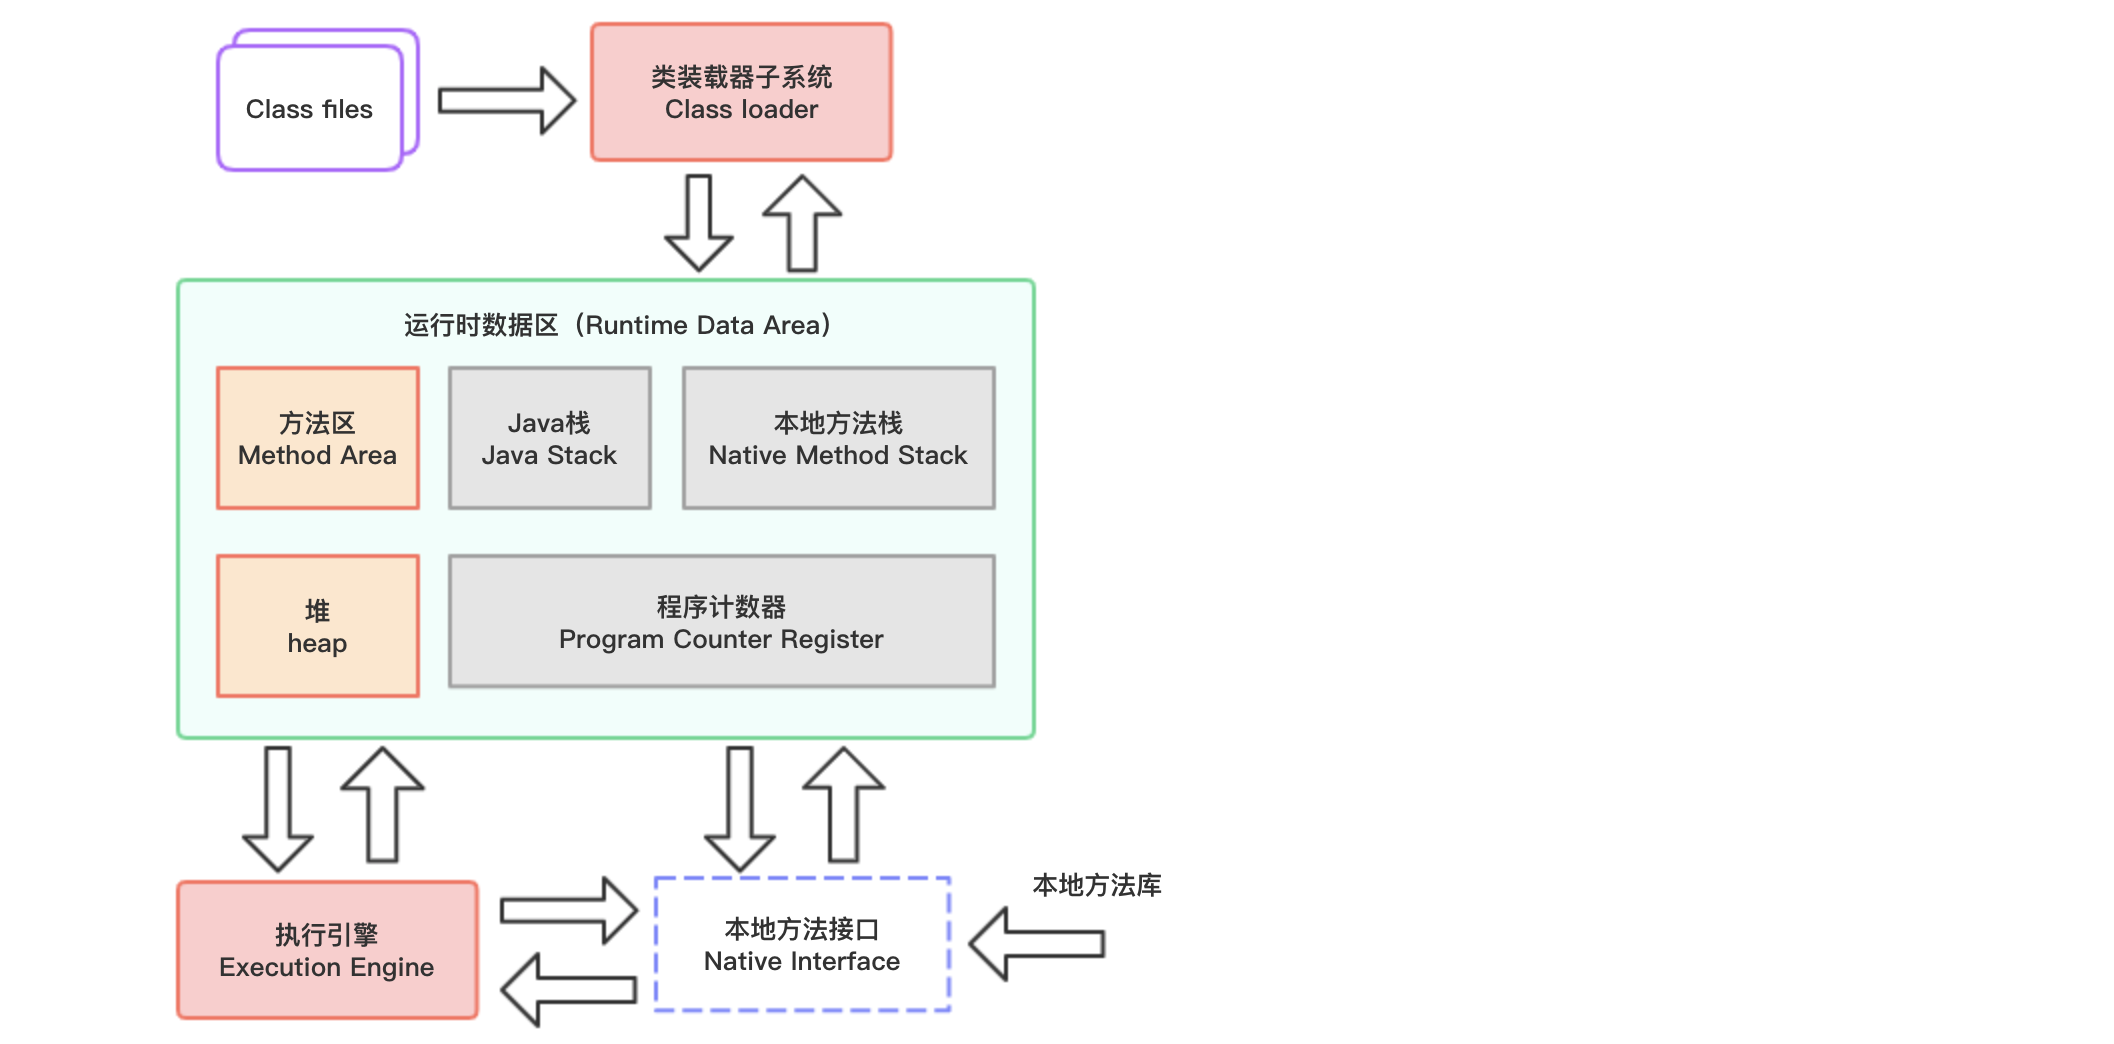 Class files
类装载器子系统
Class loader
运行时数据区（Runtime Data Area）
方法区
Method Area
Java栈
Java Stack
本地方法栈
Native Method Stack
堆
heap
程序计数器
Program Counter Register
执行引擎
Execution Engine
本地方法接口
Native Interface
本地方法库